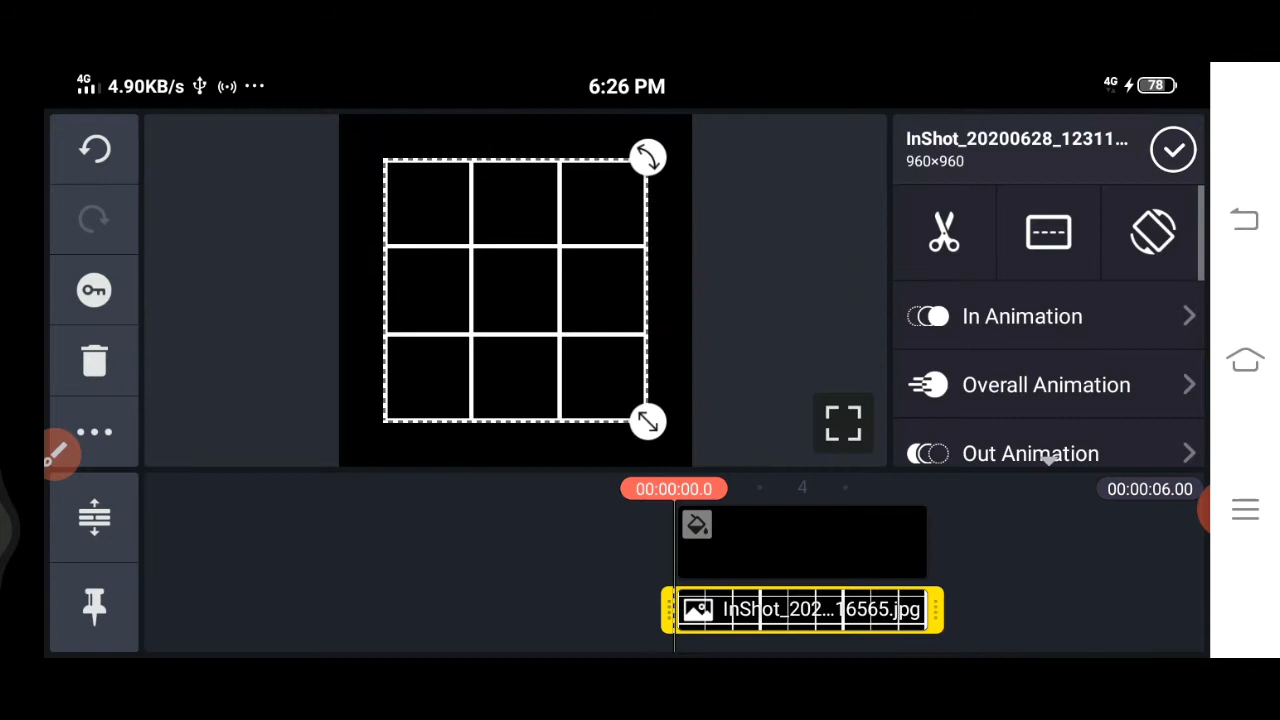 4G 4.90KB/s ... 6:26 PM 4G 78
InShot_20200628_12311...
960×960
In Animation
Overall Animation
Out Animation
00:00:00.0 4 00:00:06.00
InShot_202...16565.jpg